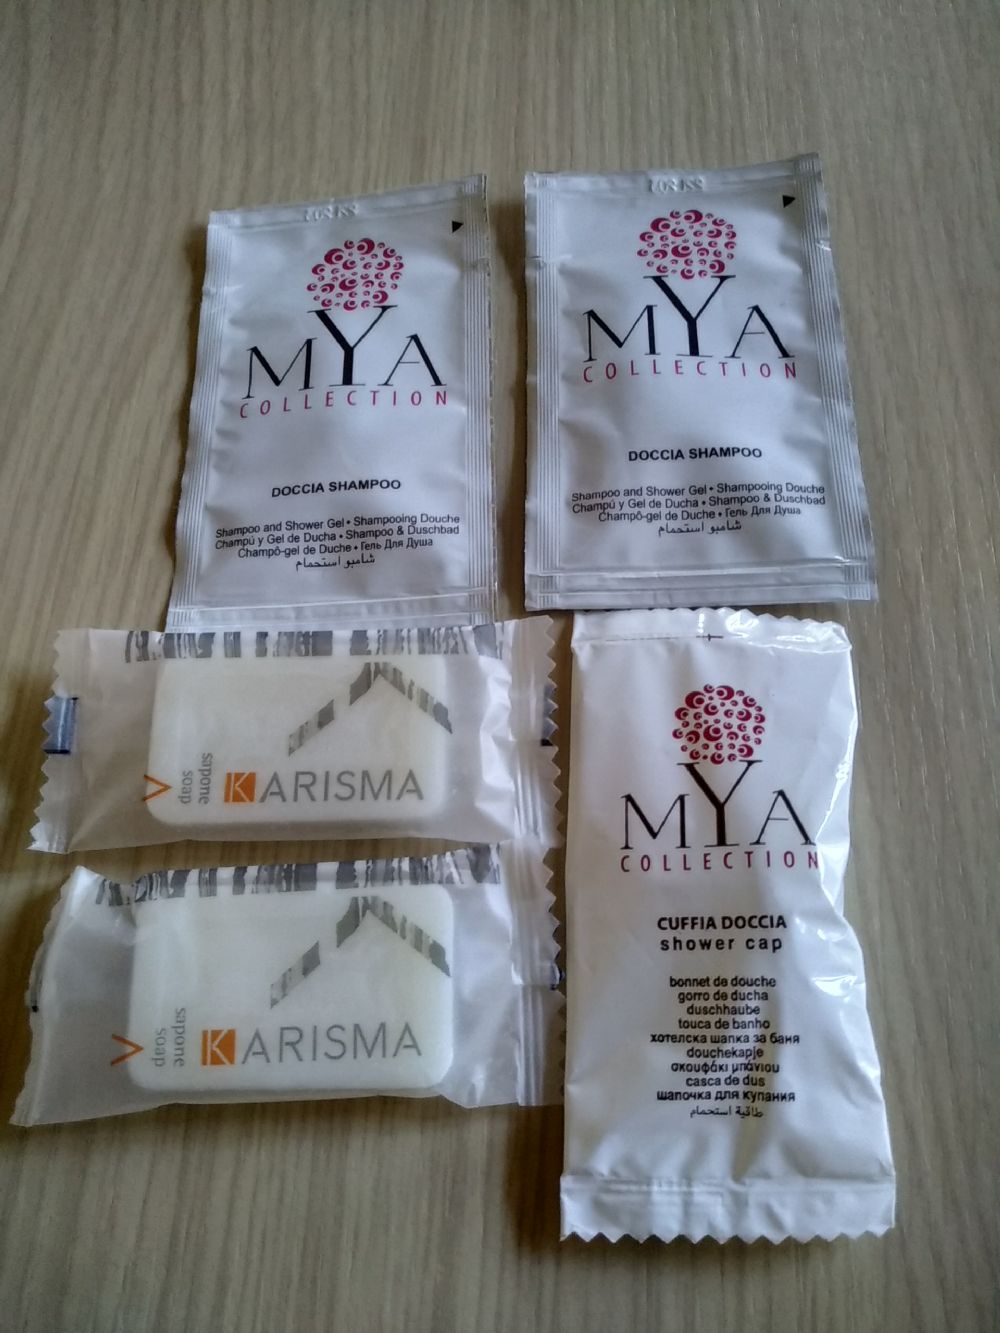 MYA
COLLECTION
DOCCIA SHAMPOO
Shampoo and Shower Gel • Shampooing Douche
Champú y Gel de Ducha • Shampoo & Duschbad
Champô-gel de Duche • Гель Для Душа
شامبو استحمام
MYA
COLLECTION
DOCCIA SHAMPOO
Shampoo and Shower Gel • Shampooing Douche
Champú y Gel de Ducha • Shampoo & Duschbad
Champô-gel de Duche • Гель Для Душа
شامبو استحمام
sapone
soap
KARISMA
sapone
soap
KARISMA
MYA
COLLECTION
CUFFIA DOCCIA
shower cap
bonnet de douche
gorro de ducha
duschhaube
touca de banho
хотелска шапка за баня
douchekapje
σκουφάκι μπάνιου
casca de dus
шапочка для купания
طاقية استحمام